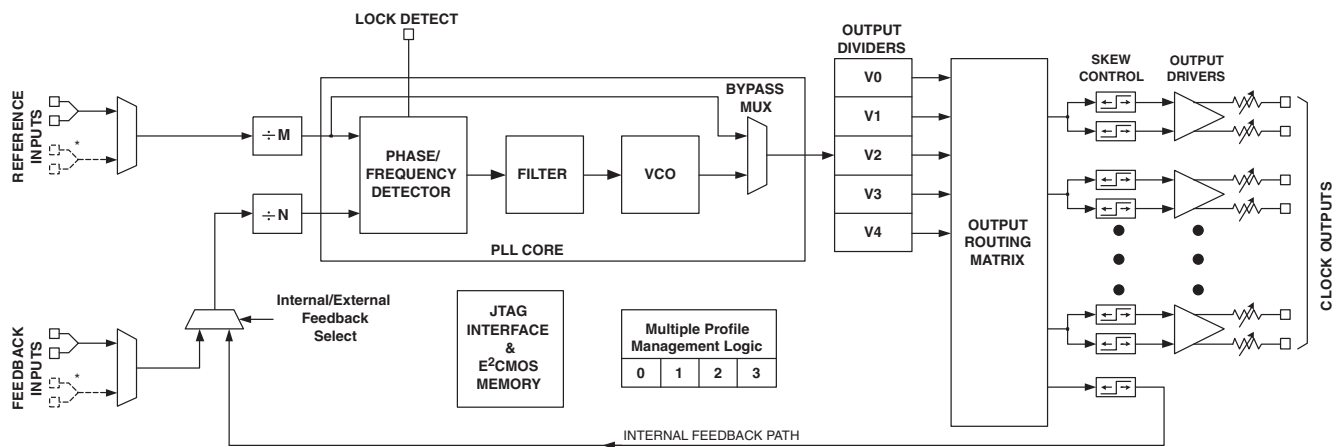 LOCK DETECT
OUTPUT
DIVIDERS
SKEW
CONTROL
OUTPUT
DRIVERS
REFERENCE
INPUTS
*
÷M
BYPASS
MUX
V0
V1
V2
V3
V4
PHASE/
FREQUENCY
DETECTOR
FILTER
VCO
÷N
PLL CORE
OUTPUT
ROUTING
MATRIX
CLOCK OUTPUTS
Internal/External
Feedback
Select
JTAG
INTERFACE
&
E²CMOS
MEMORY
Multiple Profile
Management Logic
0 1 2 3
FEEDBACK
INPUTS
*
INTERNAL FEEDBACK PATH